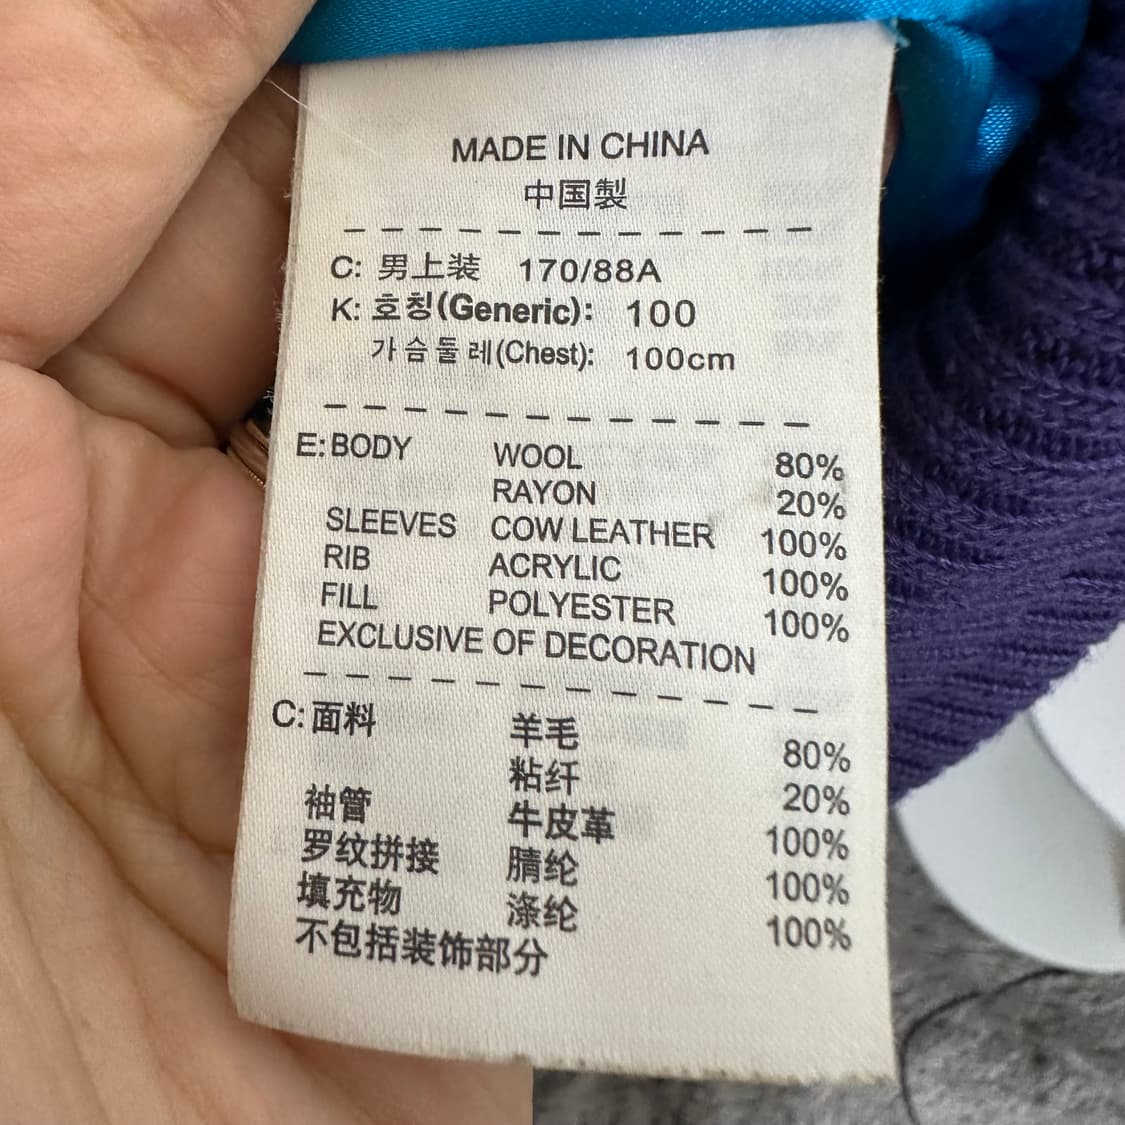 MADE IN CHINA
中国製
C: 男上装 170/88A
K: 호칭(Generic): 100
가슴둘레(Chest): 100cm
E: BODY WOOL 80%
RAYON 20%
SLEEVES COW LEATHER 100%
RIB ACRYLIC 100%
FILL POLYESTER 100%
EXCLUSIVE OF DECORATION
C: 面料 羊毛 80%
粘纤 20%
袖管 牛皮革 100%
罗纹拼接 腈纶 100%
填充物 涤纶 100%
不包括装饰部分